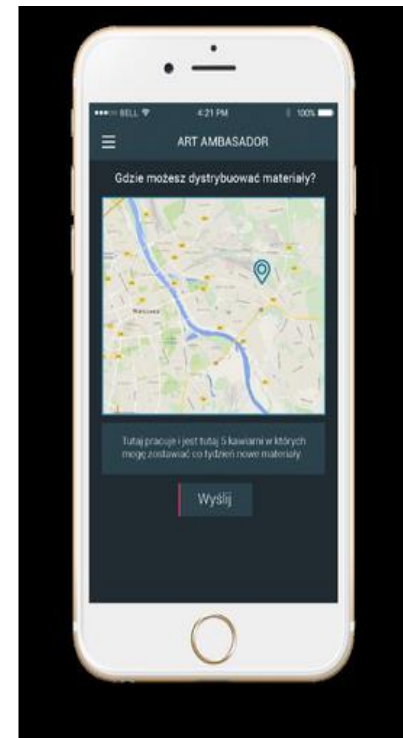 BELL 4:21 PM 100%
ART AMBASADOR
Gdzie możesz dystrybuować materiały?
Warszawa
Tutaj pracuje i jest tutaj 5 kawiarni w których
mogę zostawiać co tydzień nowe materiały
Wyślij